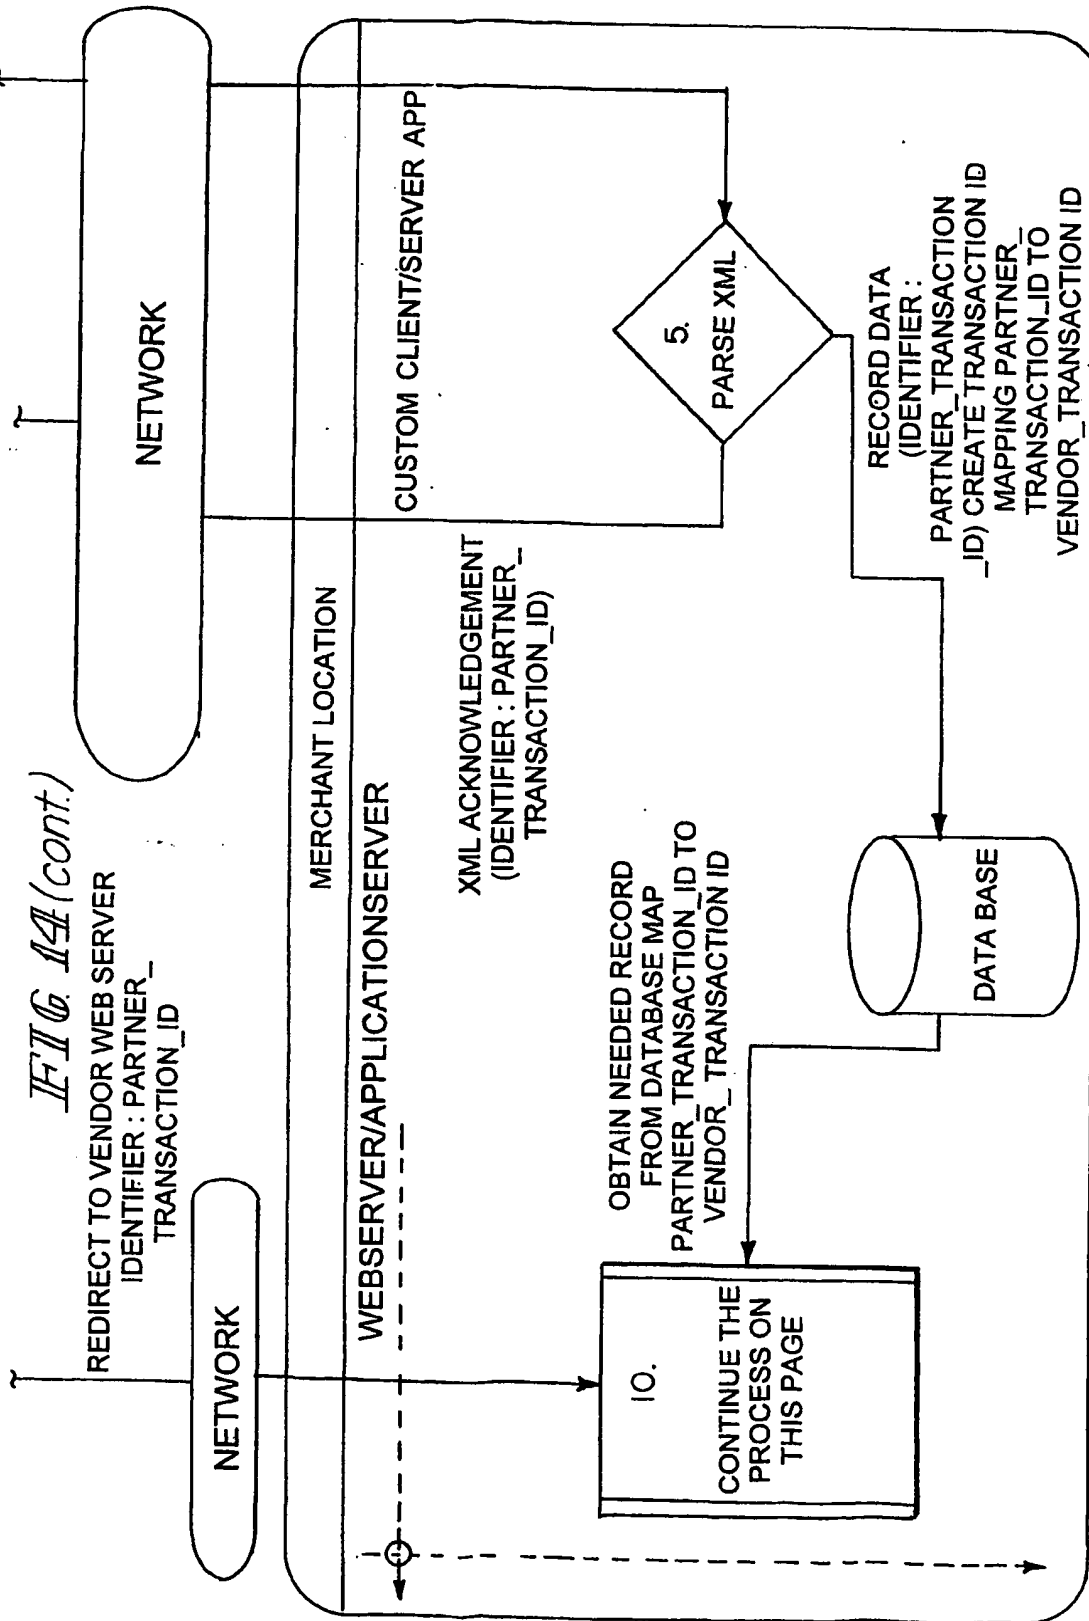 FIG. 14 (cont.)
REDIRECT TO VENDOR WEB SERVER
IDENTIFIER : PARTNER_
TRANSACTION_ID
NETWORK
NETWORK
MERCHANT LOCATION
WEBSERVER/APPLICATIONSERVER
CUSTOM CLIENT/SERVER APP
XML ACKNOWLEDGEMENT
(IDENTIFIER : PARTNER_
TRANSACTION_ID)
5.
PARSE XML
OBTAIN NEEDED RECORD
FROM DATABASE MAP
PARTNER_TRANSACTION_ID TO
VENDOR_ TRANSACTION ID
RECORD DATA
(IDENTIFIER :
PARTNER_TRANSACTION
_ID) CREATE TRANSACTION ID
MAPPING PARTNER_
TRANSACTION_ID TO
VENDOR_TRANSACTION ID
10.
CONTINUE THE
PROCESS ON
THIS PAGE
DATA BASE